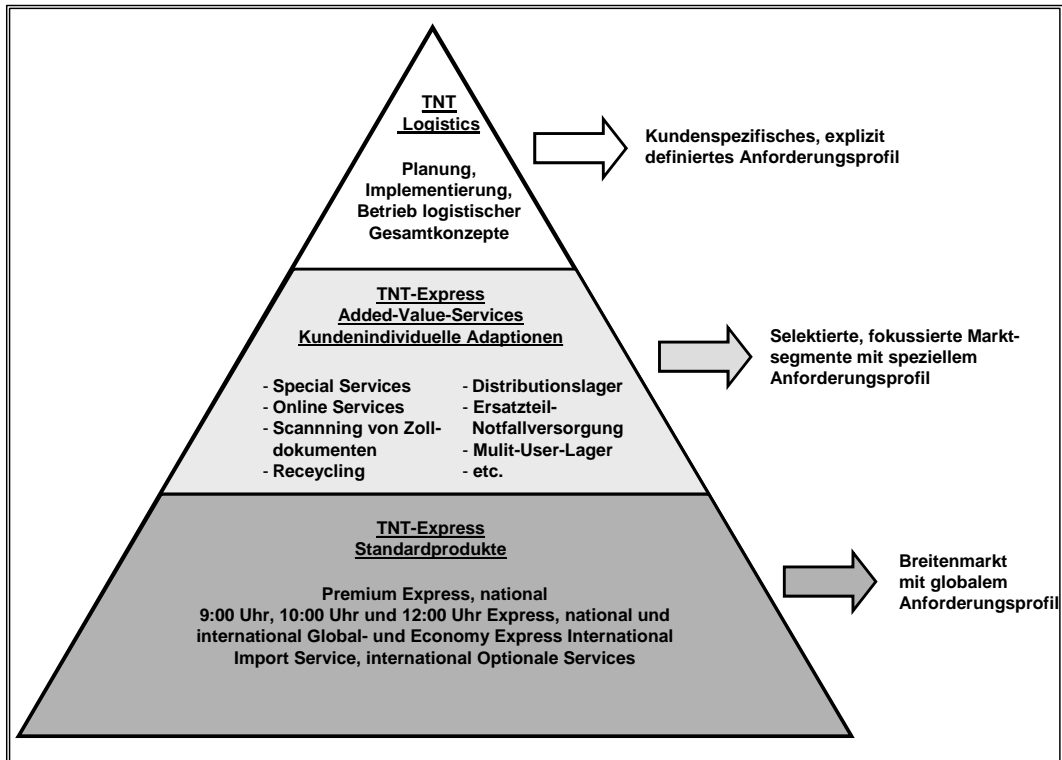 TNT
Logistics
Planung,
Implementierung,
Betrieb logistischer
Gesamtkonzepte
Kundenspezifisches, explizit
definiertes Anforderungsprofil
TNT-Express
Added-Value-Services
Kundenindividuelle Adaptionen
- Special Services
- Online Services
- Scannning von Zoll-
dokumenten
- Receycling
- Distributionslager
- Ersatzteil-
Notfallversorgung
- Mulit-User-Lager
- etc.
Selektierte, fokussierte Markt-
segmente mit speziellem
Anforderungsprofil
TNT-Express
Standardprodukte
Premium Express, national
9:00 Uhr, 10:00 Uhr und 12:00 Uhr Express, national und
international Global- und Economy Express International
Import Service, international Optionale Services
Breitenmarkt
mit globalem
Anforderungsprofil